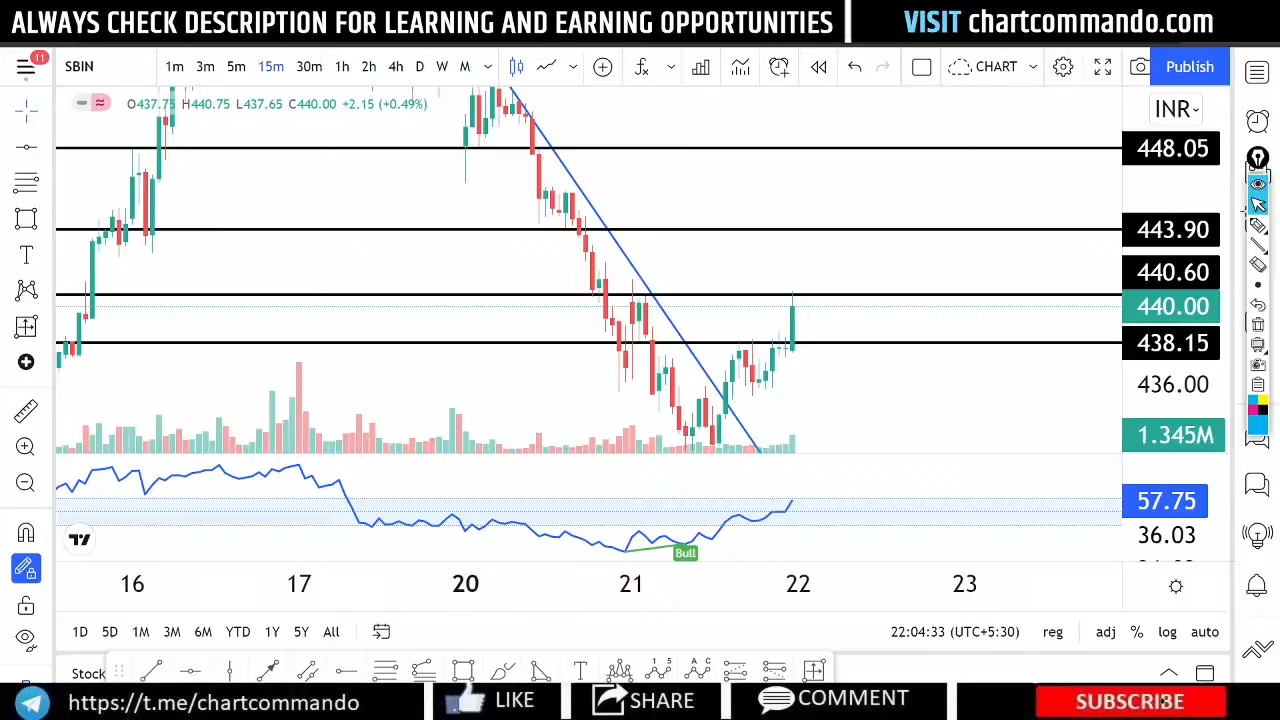 ALWAYS CHECK DESCRIPTION FOR LEARNING AND EARNING OPPORTUNITIES
VISIT chartcommando.com
11
SBIN
1m 3m 5m 15m 30m 1h 2h 4h D W M
CHART
Publish
O437.75 H440.75 L437.65 C440.00 +2.15 (+0.49%)
INR
448.05
443.90
440.60
440.00
438.15
436.00
1.345M
57.75
36.03
Bull
16 17 20 21 22 23
1D 5D 1M 3M 6M YTD 1Y 5Y All
22:04:33 (UTC+5:30) reg adj % log auto
Stock
https://t.me/chartcommando
LIKE
SHARE
COMMENT
SUBSCRIBE